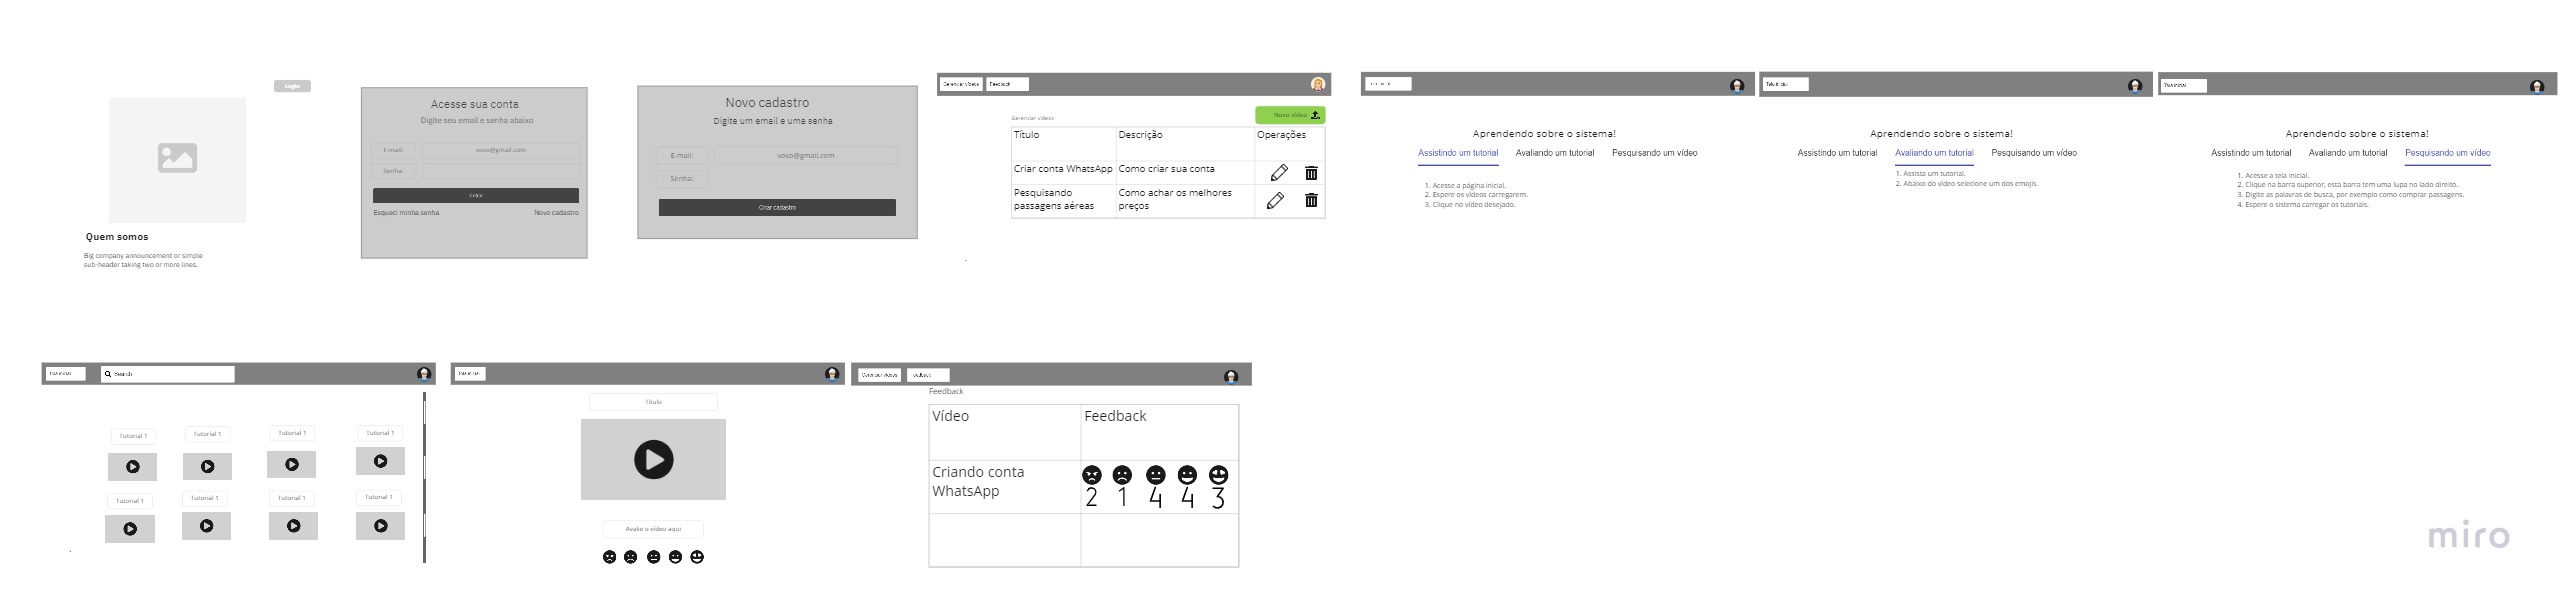 Login
Quem somos
Big company announcement or simple
sub-header taking two or more lines.
Acesse sua conta
Digite seu email e senha abaixo
E-mail:
vovo@gmail.com
Senha:
Entrar
Esqueci minha senha
Novo cadastro
Novo cadastro
Digite um email e uma senha
E-mail:
vovo@gmail.com
Senha:
Criar cadastro
Gerenciar vídeos
Feedback
Novo vídeo
Gerenciar vídeos
Título
Descrição
Operações
Criar conta WhatsApp
Como criar sua conta
Pesquisando
passagens aéreas
Como achar os melhores
preços
Tela inicial
Aprendendo sobre o sistema!
Assistindo um tutorial
Avaliando um tutorial
Pesquisando um vídeo
1. Acesse a página inicial.
2. Espere os vídeos carregarem.
3. Clique no vídeo desejado.
Tela inicial
Aprendendo sobre o sistema!
Assistindo um tutorial
Avaliando um tutorial
Pesquisando um vídeo
1. Assista um tutorial.
2. Abaixo do vídeo selecione um dos emojis.
Tela inicial
Aprendendo sobre o sistema!
Assistindo um tutorial
Avaliando um tutorial
Pesquisando um vídeo
1. Acesse a tela inicial.
2. Clique na barra superior, esta barra tem uma lupa no lado direito.
3. Digite as palavras de busca, por exemplo como comprar passagens.
4. Espere o sistema carregar os tutoriais.
Tela inicial
Search
Tutorial 1
Tutorial 1
Tutorial 1
Tutorial 1
Tutorial 1
Tutorial 1
Tutorial 1
Tutorial 1
Tela inicial
Título
Avalie o vídeo aqui
Gerenciar vídeos
Feedback
Feedback
Vídeo
Feedback
Criando conta
WhatsApp
2 1 4 4 3
miro